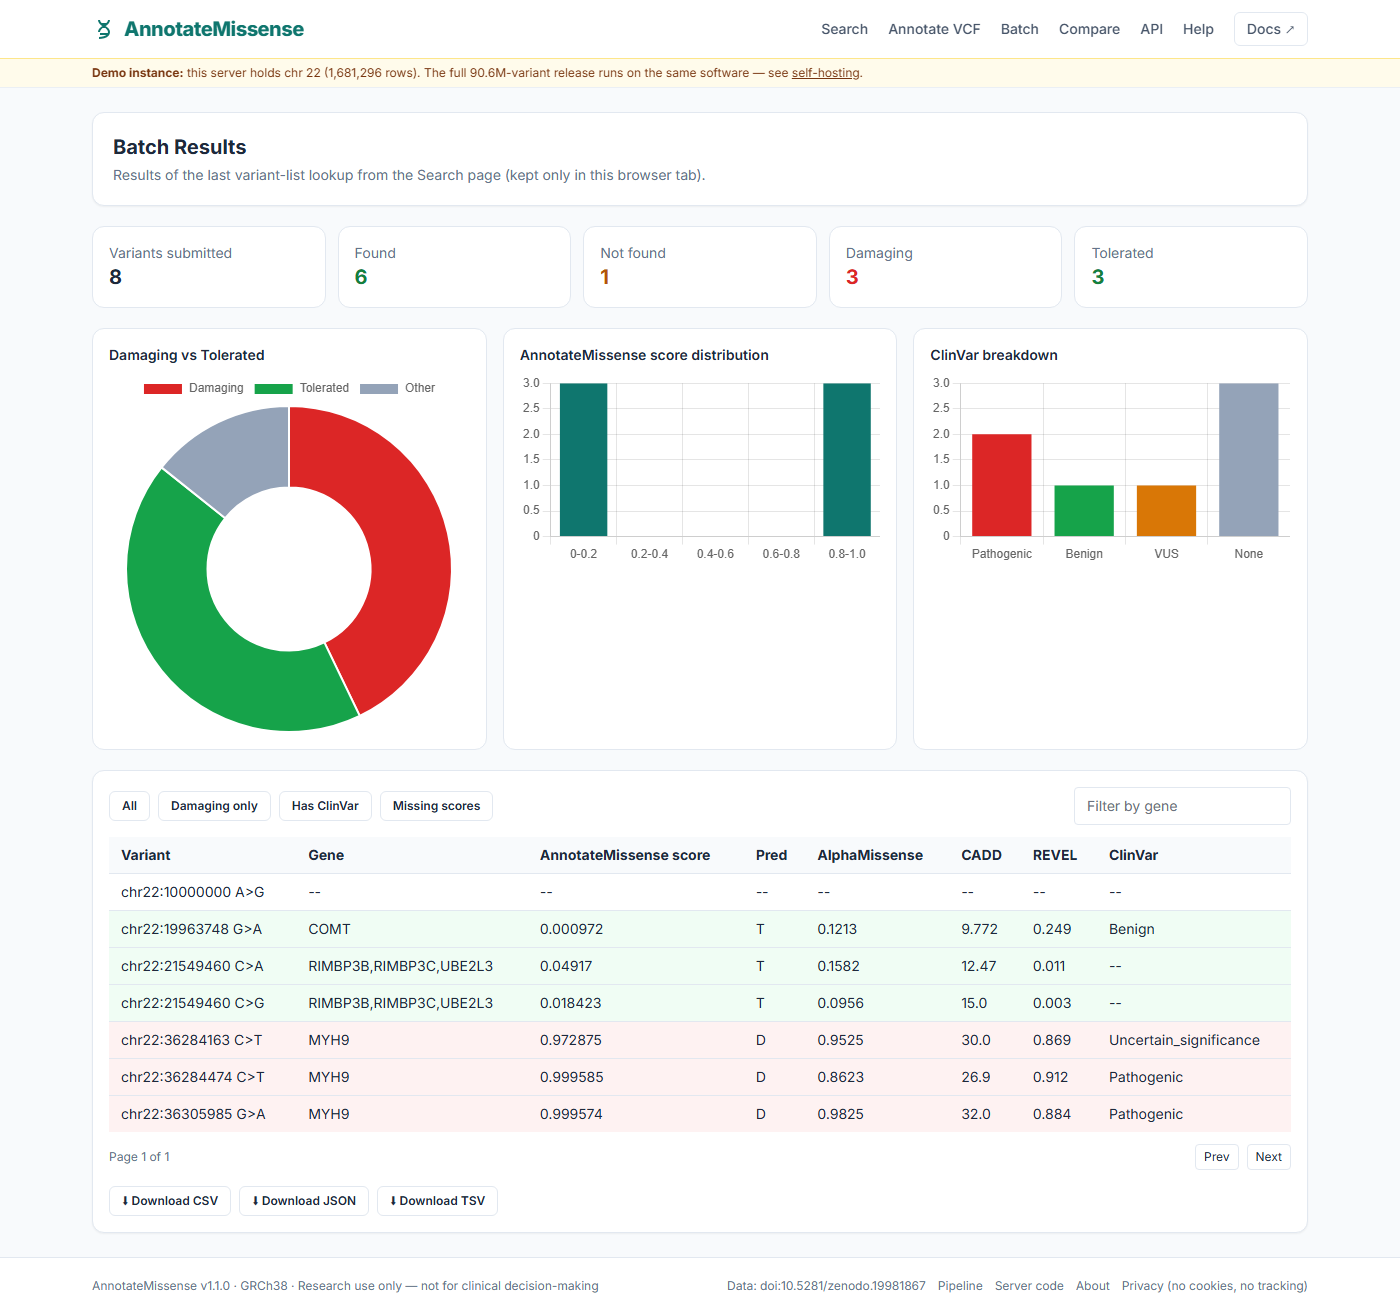 AnnotateMissense
Search Annotate VCF Batch Compare API Help Docs ↗
Demo instance: this server holds chr 22 (1,681,296 rows). The full 90.6M-variant release runs on the same software — see self-hosting.
Batch Results
Results of the last variant-list lookup from the Search page (kept only in this browser tab).
Variants submitted
8
Found
6
Not found
1
Damaging
3
Tolerated
3
Damaging vs Tolerated
Damaging Tolerated Other
AnnotateMissense score distribution
3.0
2.5
2.0
1.5
1.0
0.5
0
0-0.2 0.2-0.4 0.4-0.6 0.6-0.8 0.8-1.0
ClinVar breakdown
3.0
2.5
2.0
1.5
1.0
0.5
0
Pathogenic Benign VUS None
All Damaging only Has ClinVar Missing scores Filter by gene
Variant Gene AnnotateMissense score Pred AlphaMissense CADD REVEL ClinVar
chr22:10000000 A>G -- -- -- -- -- -- --
chr22:19963748 G>A COMT 0.000972 T 0.1213 9.772 0.249 Benign
chr22:21549460 C>A RIMBP3B,RIMBP3C,UBE2L3 0.04917 T 0.1582 12.47 0.011 --
chr22:21549460 C>G RIMBP3B,RIMBP3C,UBE2L3 0.018423 T 0.0956 15.0 0.003 --
chr22:36284163 C>T MYH9 0.972875 D 0.9525 30.0 0.869 Uncertain_significance
chr22:36284474 C>T MYH9 0.999585 D 0.8623 26.9 0.912 Pathogenic
chr22:36305985 G>A MYH9 0.999574 D 0.9825 32.0 0.884 Pathogenic
Page 1 of 1 Prev Next
⬇ Download CSV ⬇ Download JSON ⬇ Download TSV
AnnotateMissense v1.1.0 · GRCh38 · Research use only — not for clinical decision-making Data: doi:10.5281/zenodo.19981867 Pipeline Server code About Privacy (no cookies, no tracking)